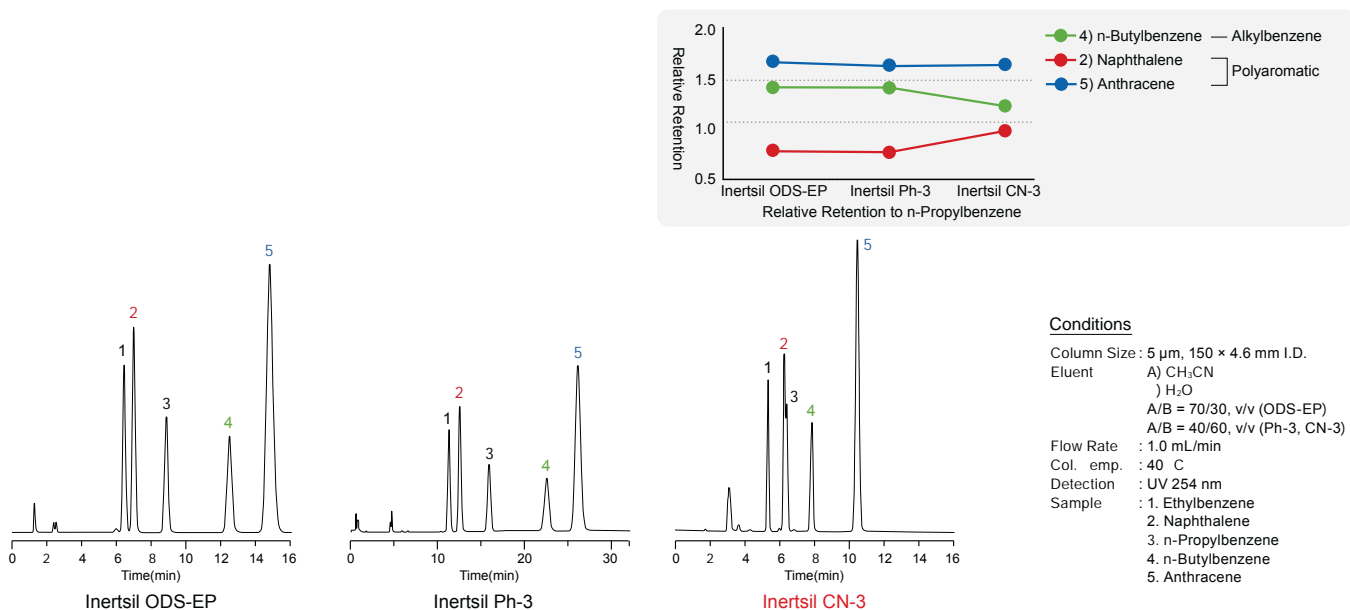 2.0
1.5
1.0
0.5
Relative Retention
Inertsil ODS-EP Inertsil Ph-3 Inertsil CN-3
Relative Retention to n-Propylbenzene
4) n-Butylbenzene Alkylbenzene
2) Naphthalene
5) Anthracene
Polyaromatic
1
2
3
4
5
0 2 4 6 8 10 12 14 16
Time(min)
Inertsil ODS-EP
1
2
3
4
5
0 10 20 30
Time(min)
Inertsil Ph-3
1
2
3
4
5
0 2 4 6 8 10 12 14 16
Time(min)
Inertsil CN-3
Conditions
Column Size : 5 µm, 150 × 4.6 mm I.D.
Eluent A) CH₃CN
) H₂O
A/B = 70/30, v/v (ODS-EP)
A/B = 40/60, v/v (Ph-3, CN-3)
Flow Rate : 1.0 mL/min
Col. emp. : 40 C
Detection : UV 254 nm
Sample : 1. Ethylbenzene
2. Naphthalene
3. n-Propylbenzene
4. n-Butylbenzene
5. Anthracene